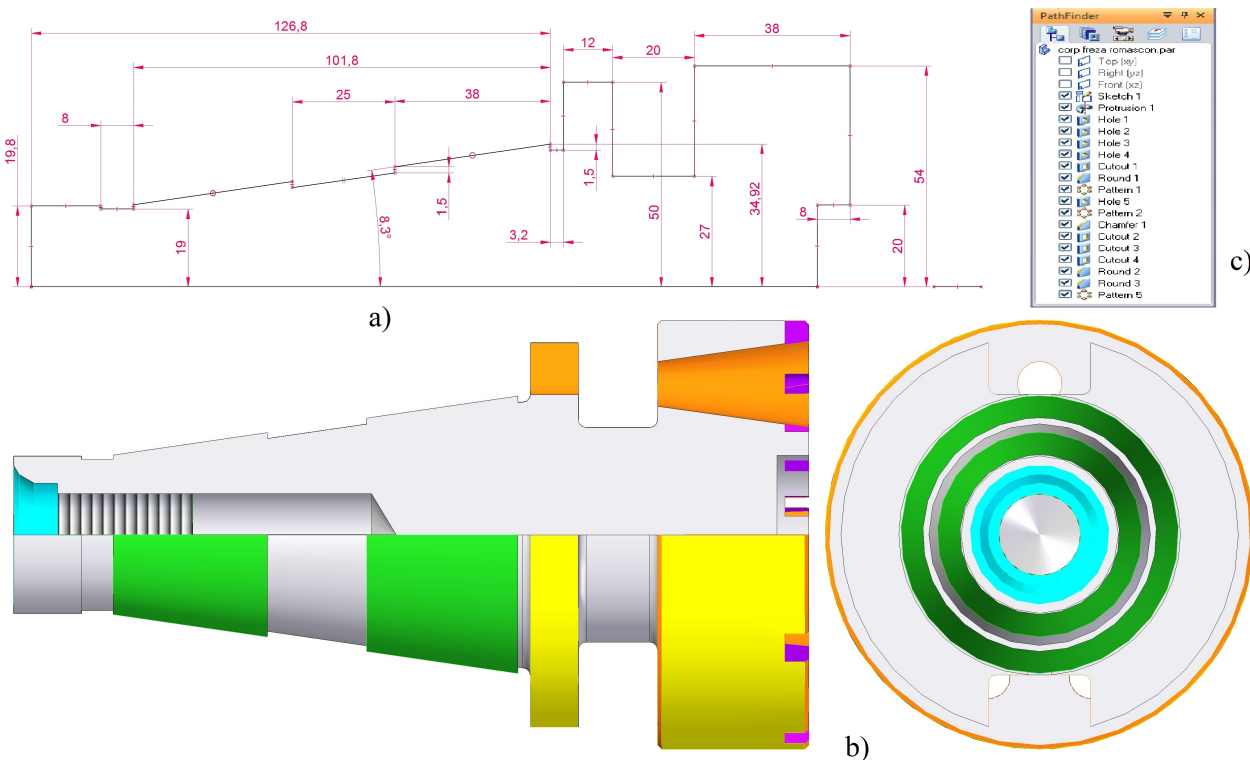 126,8
12
20
38
101,8
25
38
8
19,8
1,5
1,5
34,92
54
50
8,3°
8
3,2
27
20
19
a)
PathFinder
corp freza romascon.par
Top (xy)
Right (yz)
Front (xz)
Sketch 1
Protrusion 1
Hole 1
Hole 2
Hole 3
Hole 4
Cutout 1
Round 1
Pattern 1
Hole 5
Pattern 2
Chamfer 1
Cutout 2
Cutout 3
Cutout 4
Round 2
Round 3
Pattern 5
c)
b)